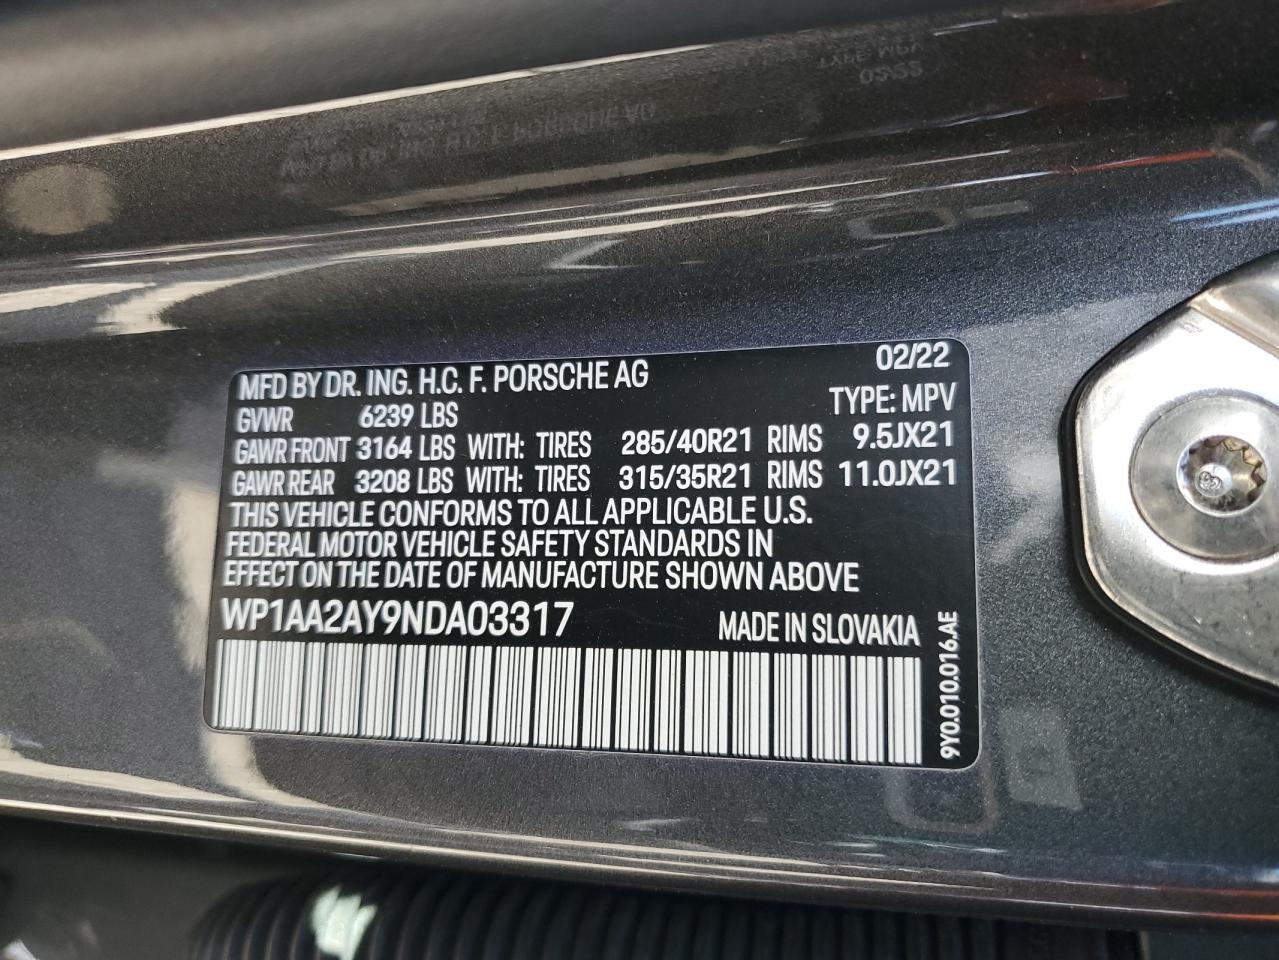 MFD BY DR. ING. H.C. F. PORSCHE AG 02/22
GVWR 6239 LBS TYPE: MPV
GAWR FRONT 3164 LBS WITH: TIRES 285/40R21 RIMS 9.5JX21
GAWR REAR 3208 LBS WITH: TIRES 315/35R21 RIMS 11.0JX21
THIS VEHICLE CONFORMS TO ALL APPLICABLE U.S.
FEDERAL MOTOR VEHICLE SAFETY STANDARDS IN
EFFECT ON THE DATE OF MANUFACTURE SHOWN ABOVE
WP1AA2AY9NDA03317 MADE IN SLOVAKIA
9Y0.010.016.AE